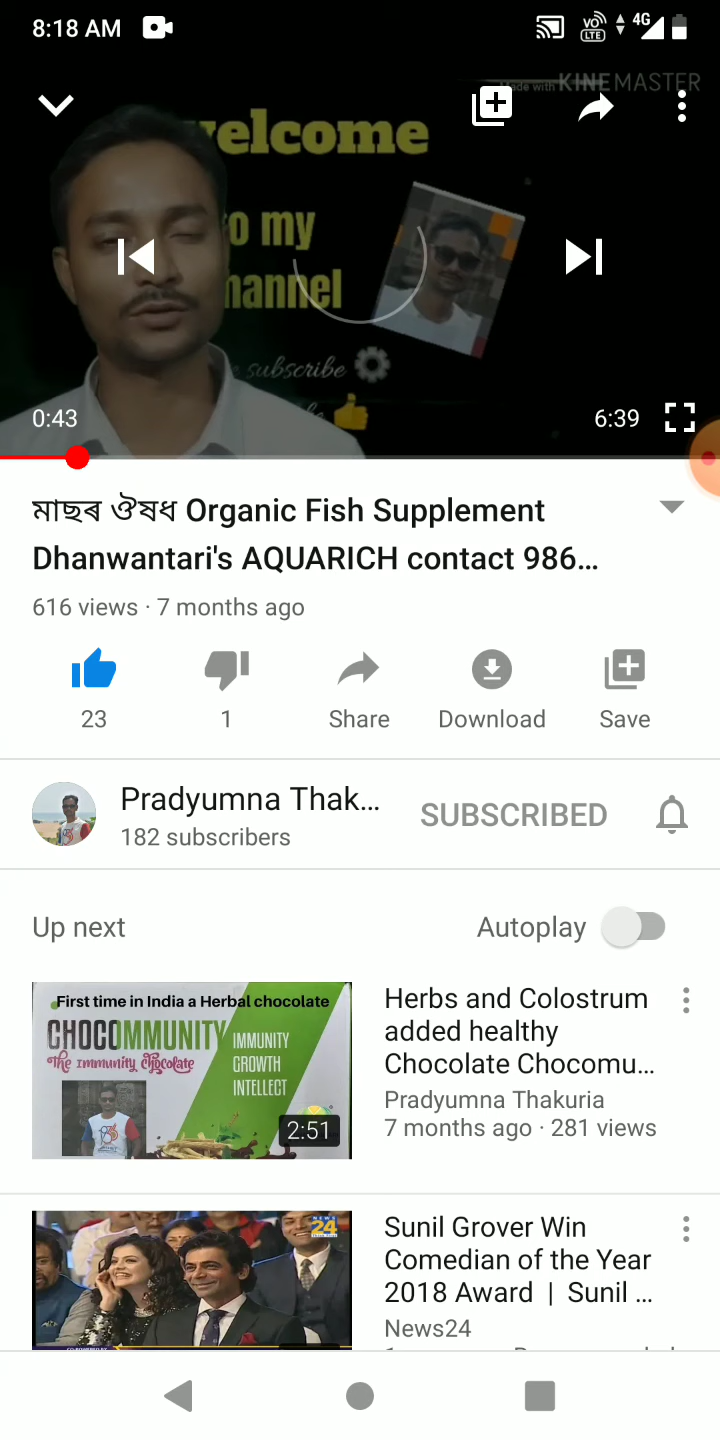 8:18 AM
VO LTE
4G
Made with KINEMASTER
welcome
to my
channel
subscribe
0:43
6:39
মাছৰ ঔষধ Organic Fish Supplement
Dhanwantari's AQUARICH contact 986...
616 views · 7 months ago
23
1
Share
Download
Save
Pradyumna Thak...
182 subscribers
SUBSCRIBED
Up next
Autoplay
First time in India a Herbal chocolate
CHOCOMMUNITY
The Immunity Chocolate
IMMUNITY
GROWTH
INTELLECT
2:51
Herbs and Colostrum
added healthy
Chocolate Chocomu...
Pradyumna Thakuria
7 months ago · 281 views
NEWS
24
Sunil Grover Win
Comedian of the Year
2018 Award | Sunil ...
News24